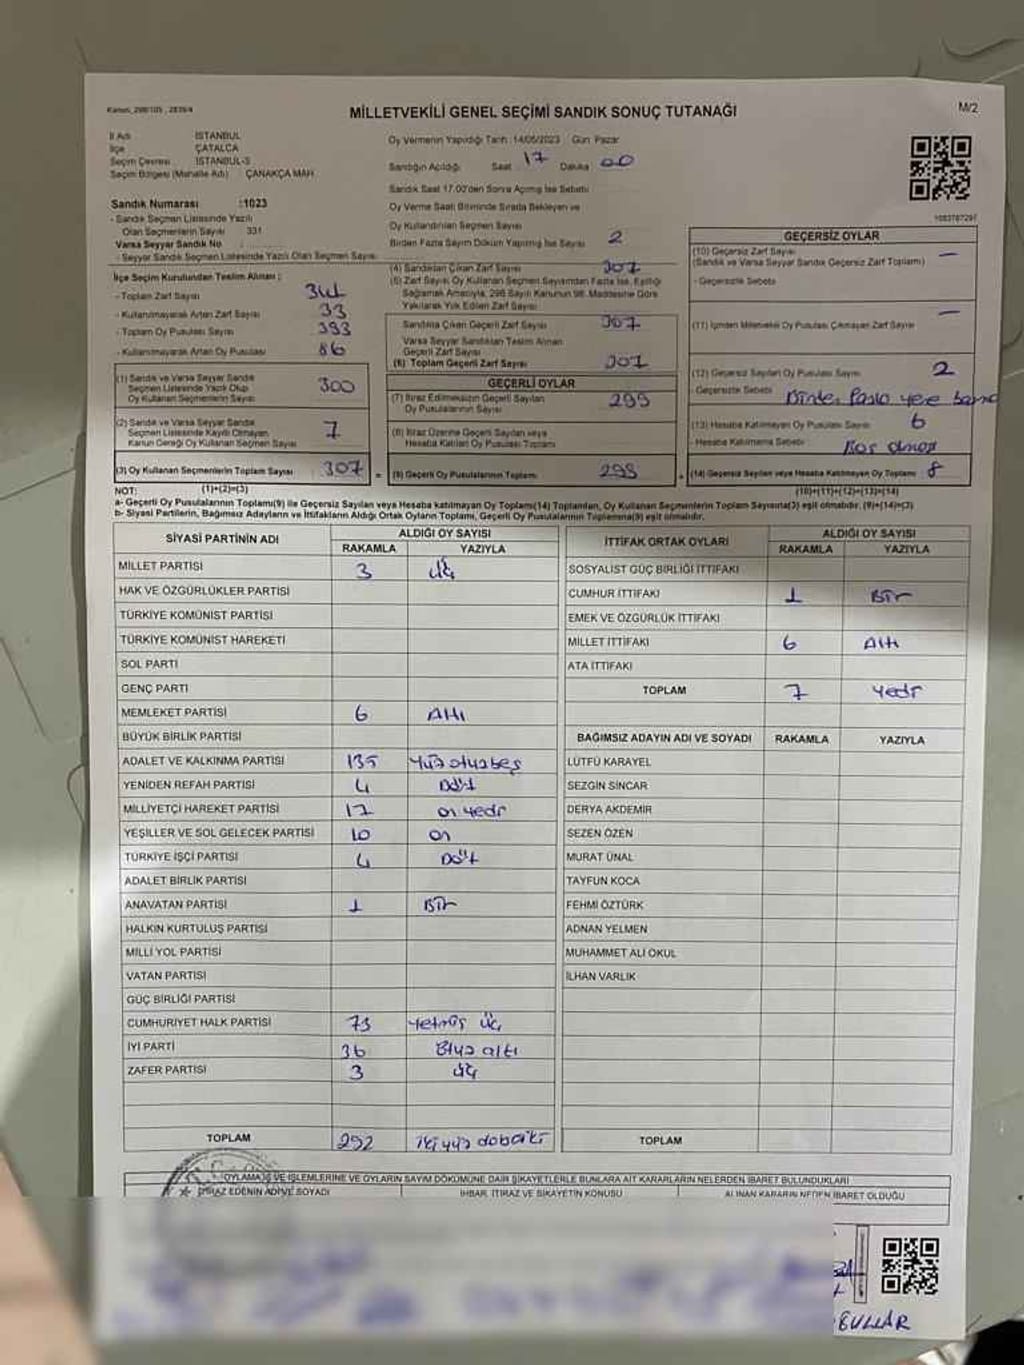 Kanun, 298/105 , 2839/4
MİLLETVEKİLİ GENEL SEÇİMİ SANDIK SONUÇ TUTANAĞI
M/2
İl Adı İSTANBUL
İlçe ÇATALCA
Seçim Çevresi İSTANBUL-3
Seçim Bölgesi (Mahalle Adı) ÇANAKÇA MAH.
Sandık Numarası :1023
- Sandık Seçmen Listesinde Yazılı
Olan Seçmenlerin Sayısı 331
Varsa Seyyar Sandık No
- Seyyar Sandık Seçmen Listesinde Yazılı Olan Seçmen Sayısı
Oy Vermenin Yapıldığı Tarih: 14/05/2023 Gün: Pazar
Sandığın Açıldığı Saat 17 Dakika 00
Sandık Saat 17.00'den Sonra Açılmış İse Sebebi
Oy Verme Saati Bitiminde Sırada Bekleyen ve
Oy Kullandırılan Seçmen Sayısı
Birden Fazla Sayım Döküm Yapılmış İse Sayısı 2
İlçe Seçim Kurulundan Teslim Alınan :
- Toplam Zarf Sayısı
- Kullanılmayarak Artan Zarf Sayısı 33
- Toplam Oy Pusulası Sayısı 393
- Kullanılmayarak Artan Oy Pusulası 86
(4) Sandıktan Çıkan Zarf Sayısı 307
(5) Zarf Sayısı Oy Kullanan Seçmen Sayısından Fazla İse, Eşitliği
Sağlamak Amacıyla, 298 Sayılı Kanunun 98. Maddesine Göre
Yakılarak Yok Edilen Zarf Sayısı
Sandıkta Çıkan Geçerli Zarf Sayısı 307
Varsa Seyyar Sandıktan Teslim Alınan
Geçerli Zarf Sayısı
(6) Toplam Geçerli Zarf Sayısı 307
1083767297
GEÇERSİZ OYLAR
(10) Geçersiz Zarf Sayısı —
(Sandık ve Varsa Seyyar Sandık Geçersiz Zarf Toplamı)
- Geçersizlik Sebebi
(11) İçinden Milletvekili Oy Pusulası Çıkmayan Zarf Sayısı —
(12) Geçersiz Sayılan Oy Pusulası Sayısı 2
- Geçersizlik Sebebi Birden Fazla yere
(13) Hesaba Katılmayan Oy Pusulası Sayısı 6
- Hesaba Katılmama Sebebi Boş
(14) Geçersiz Sayılan veya Hesaba Katılmayan Oy Toplamı 8
(10)+(11)+(12)+(13)=(14)
(1) Sandık ve Varsa Seyyar Sandık
Seçmen Listesinde Yazılı Olup
Oy Kullanan Seçmenlerin Sayısı 300
(2) Sandık ve Varsa Seyyar Sandık
Seçmen Listesinde Kayıtlı Olmayan
Kanun Gereği Oy Kullanan Seçmen Sayısı 7
(3) Oy Kullanan Seçmenlerin Toplam Sayısı 307 =
(1)+(2)=(3)
GEÇERLİ OYLAR
(7) İtiraz Edilmeksizin Geçerli Sayılan
Oy Pusulalarının Sayısı 299
(8) İtiraz Üzerine Geçerli Sayılan veya
Hesaba Katılan Oy Pusulası Toplamı
(9) Geçerli Oy Pusulalarının Toplamı 299 +
NOT:
a- Geçerli Oy Pusulalarının Toplamı(9) ile Geçersiz Sayılan veya Hesaba katılmayan Oy Toplamı(14) Toplamları, Oy Kullanan Seçmenlerin Toplam Sayısına(3) eşit olmalıdır. (9)+(14)=(3)
b- Siyasi Partilerin, Bağımsız Adayların ve İttifakların Aldığı Ortak Oyların Toplamı, Geçerli Oy Pusulalarının Toplamına(9) eşit olmalıdır.
SİYASİ PARTİNİN ADI ALDIĞI OY SAYISI
RAKAMLA YAZIYLA
MİLLET PARTİSİ 3 üç
HAK VE ÖZGÜRLÜKLER PARTİSİ
TÜRKİYE KOMÜNİST PARTİSİ
TÜRKİYE KOMÜNİST HAREKETİ
SOL PARTİ
GENÇ PARTİ
MEMLEKET PARTİSİ 6 Altı
BÜYÜK BİRLİK PARTİSİ
ADALET VE KALKINMA PARTİSİ 135 Yüz otuz beş
YENİDEN REFAH PARTİSİ 4 Dört
MİLLİYETÇİ HAREKET PARTİSİ 17 on yedi
YEŞİLLER VE SOL GELECEK PARTİSİ 10 on
TÜRKİYE İŞÇİ PARTİSİ 4 Dört
ADALET BİRLİK PARTİSİ
ANAVATAN PARTİSİ 1 Bir
HALKIN KURTULUŞ PARTİSİ
MİLLİ YOL PARTİSİ
VATAN PARTİSİ
GÜÇ BİRLİĞİ PARTİSİ
CUMHURİYET HALK PARTİSİ 73 Yetmiş üç
İYİ PARTİ 36 altı
ZAFER PARTİSİ 3 üç
TOPLAM 292 iki yüz
İTTİFAK ORTAK OYLARI ALDIĞI OY SAYISI
RAKAMLA YAZIYLA
SOSYALİST GÜÇ BİRLİĞİ İTTİFAKI
CUMHUR İTTİFAKI 1 Bir
EMEK VE ÖZGÜRLÜK İTTİFAKI
MİLLET İTTİFAKI 6 Altı
ATA İTTİFAKI
TOPLAM 7 Yedi
BAĞIMSIZ ADAYIN ADI VE SOYADI RAKAMLA YAZIYLA
LÜTFÜ KARAYEL
SEZGİN SİNCAR
DERYA AKDEMİR
SEZEN ÖZEN
MURAT ÜNAL
TAYFUN KOCA
FEHMİ ÖZTÜRK
ADNAN YELMEN
MUHAMMET ALİ OKUL
İLHAN VARLIK
TOPLAM
OYLAMA İŞ VE İŞLEMLERİNE VE OYLARIN SAYIM DÖKÜMÜNE DAİR ŞİKAYETLERLE BUNLARA AİT KARARLARIN NELERDEN İBARET BULUNDUKLARI
İTİRAZ EDENİN ADI VE SOYADI İHBAR, İTİRAZ VE ŞİKAYETİN KONUSU ALINAN KARARIN NEDEN İBARET OLDUĞU